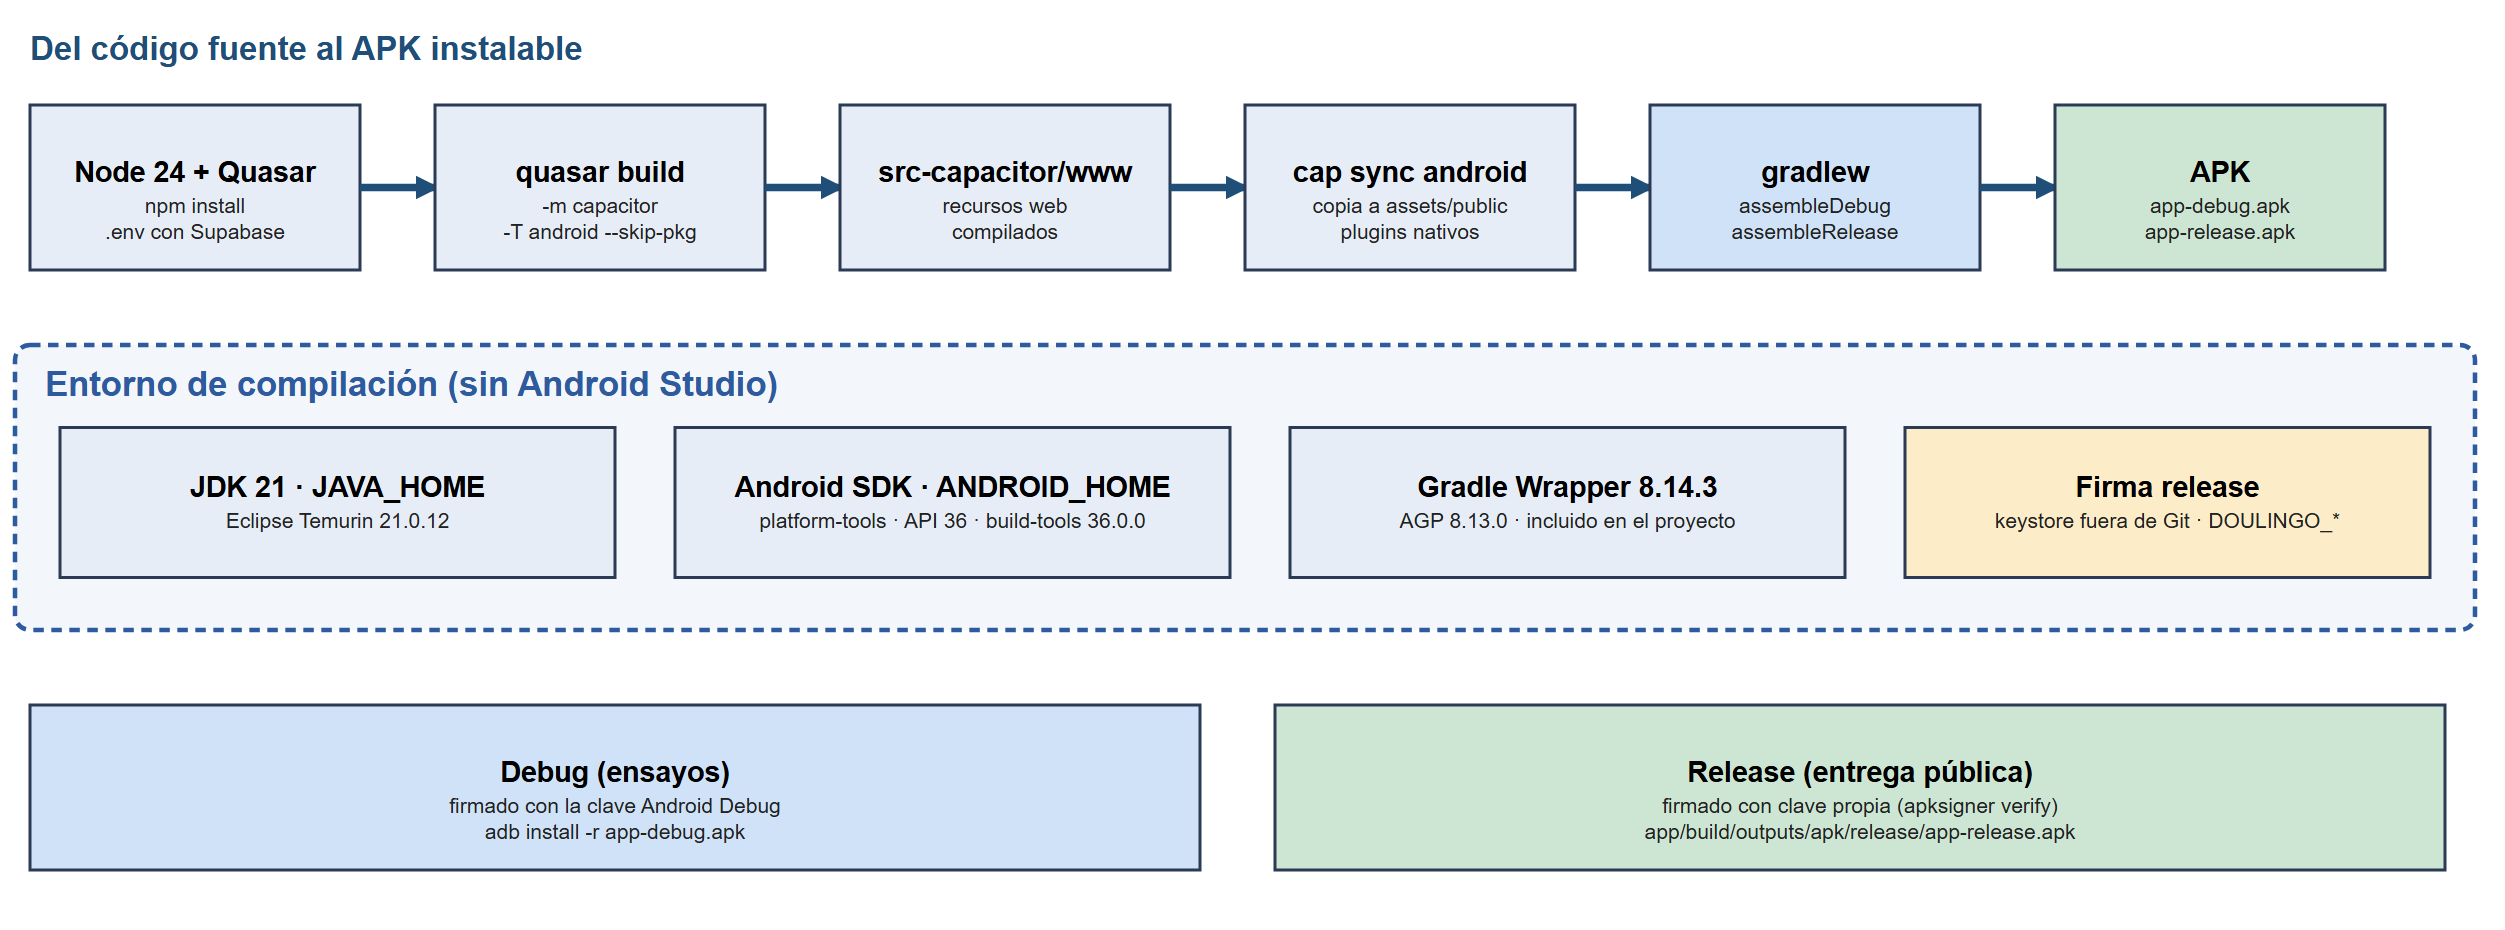 Del código fuente al APK instalable
Node 24 + Quasar
npm install
.env con Supabase
quasar build
-m capacitor
-T android --skip-pkg
src-capacitor/www
recursos web
compilados
cap sync android
copia a assets/public
plugins nativos
gradlew
assembleDebug
assembleRelease
APK
app-debug.apk
app-release.apk
Entorno de compilación (sin Android Studio)
JDK 21 · JAVA_HOME
Eclipse Temurin 21.0.12
Android SDK · ANDROID_HOME
platform-tools · API 36 · build-tools 36.0.0
Gradle Wrapper 8.14.3
AGP 8.13.0 · incluido en el proyecto
Firma release
keystore fuera de Git · DOULINGO_*
Debug (ensayos)
firmado con la clave Android Debug
adb install -r app-debug.apk
Release (entrega pública)
firmado con clave propia (apksigner verify)
app/build/outputs/apk/release/app-release.apk